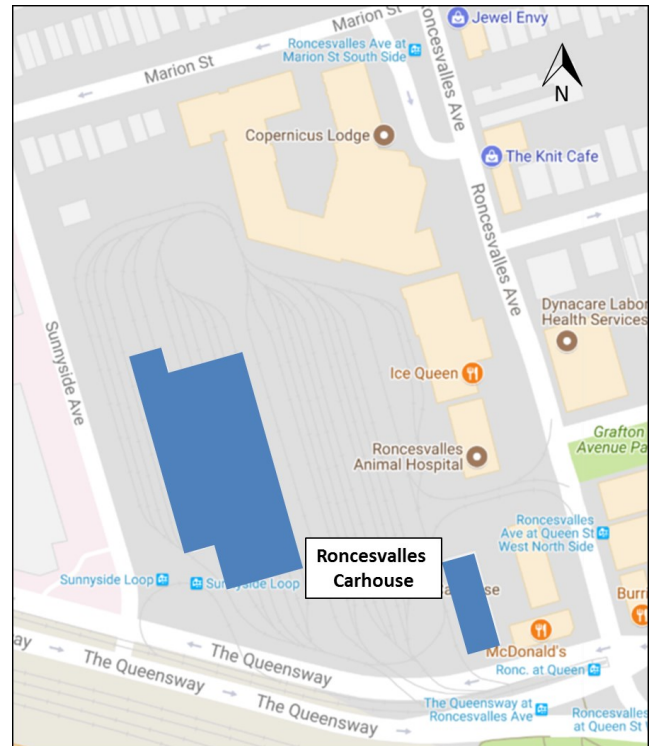 Marion St
Jewel Envy
Roncesvalles Ave at
Marion St South Side
Roncesvalles Ave
Marion St
N
Copernicus Lodge
The Knit Cafe
Roncesvalles Ave
Dynacare Labor
Health Services
Sunnyside Ave
Ice Queen
Grafton
Avenue Pa
Roncesvalles
Animal Hospital
Roncesvalles
Ave at Queen St
West North Side
Roncesvalles
Carhouse
Sunnyside Loop
Sunnyside Loop
Burri
McDonald's
The Queensway
Ronc. at Queen
ay
The Queensway
The Queensway
The Queensway at
Roncesvalles Ave
Roncesvalles
at Queen St